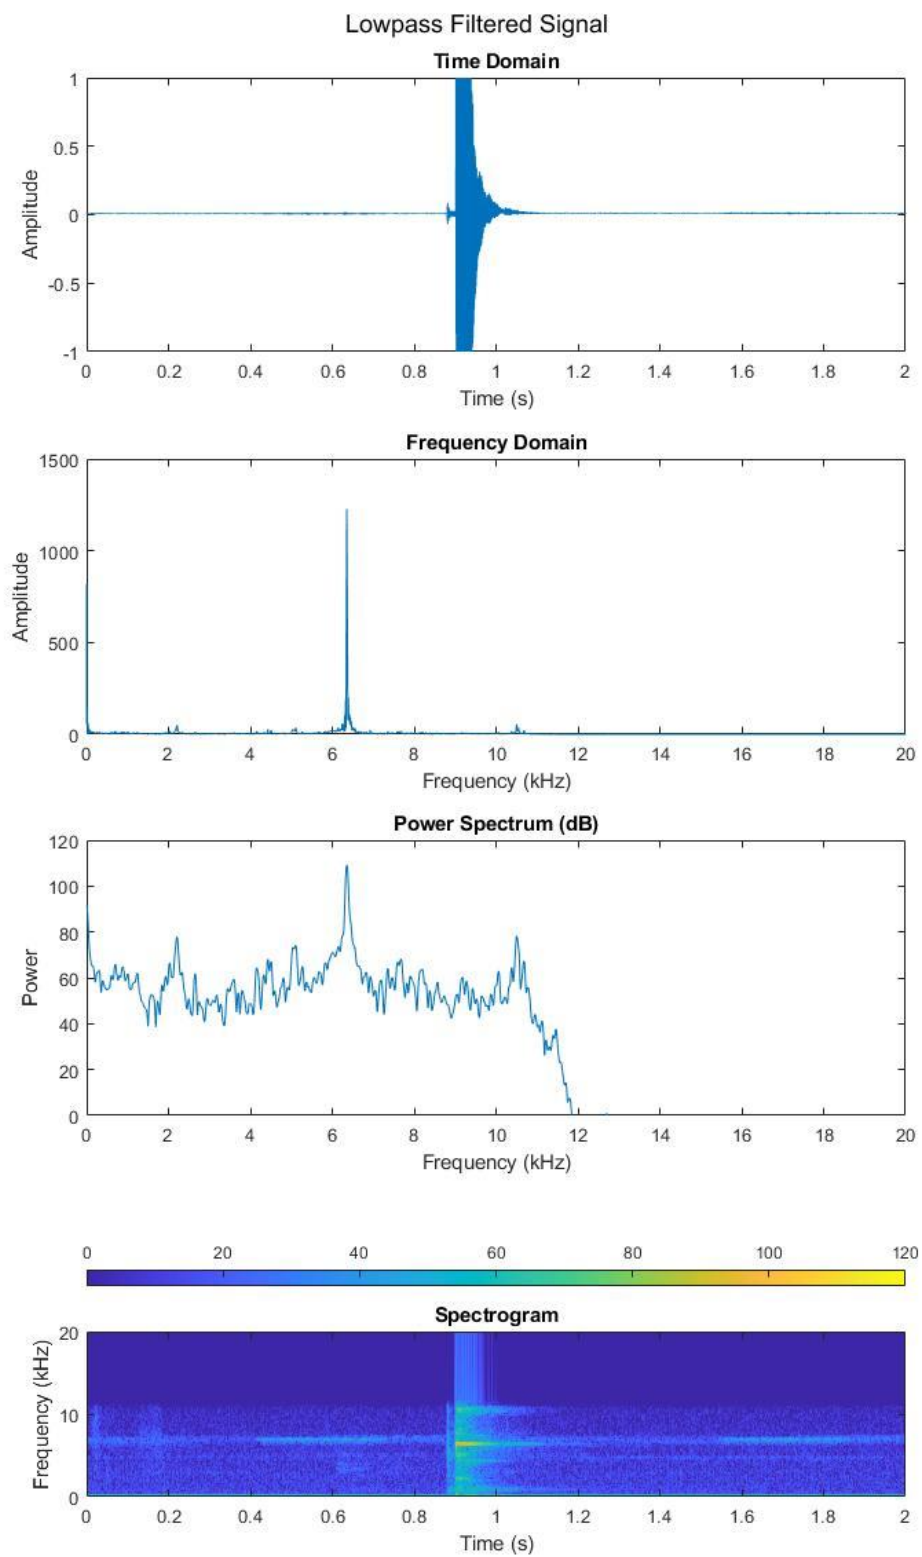 Lowpass Filtered Signal
Time Domain
1
0.5
0
-0.5
-1
Amplitude
0 0.2 0.4 0.6 0.8 1 1.2 1.4 1.6 1.8 2
Time (s)
Frequency Domain
1500
1000
500
0
Amplitude
0 2 4 6 8 10 12 14 16 18 20
Frequency (kHz)
Power Spectrum (dB)
120
100
80
60
40
20
0
Power
0 2 4 6 8 10 12 14 16 18 20
Frequency (kHz)
0 20 40 60 80 100 120
Spectrogram
20
10
0
Frequency (kHz)
0 0.2 0.4 0.6 0.8 1 1.2 1.4 1.6 1.8 2
Time (s)